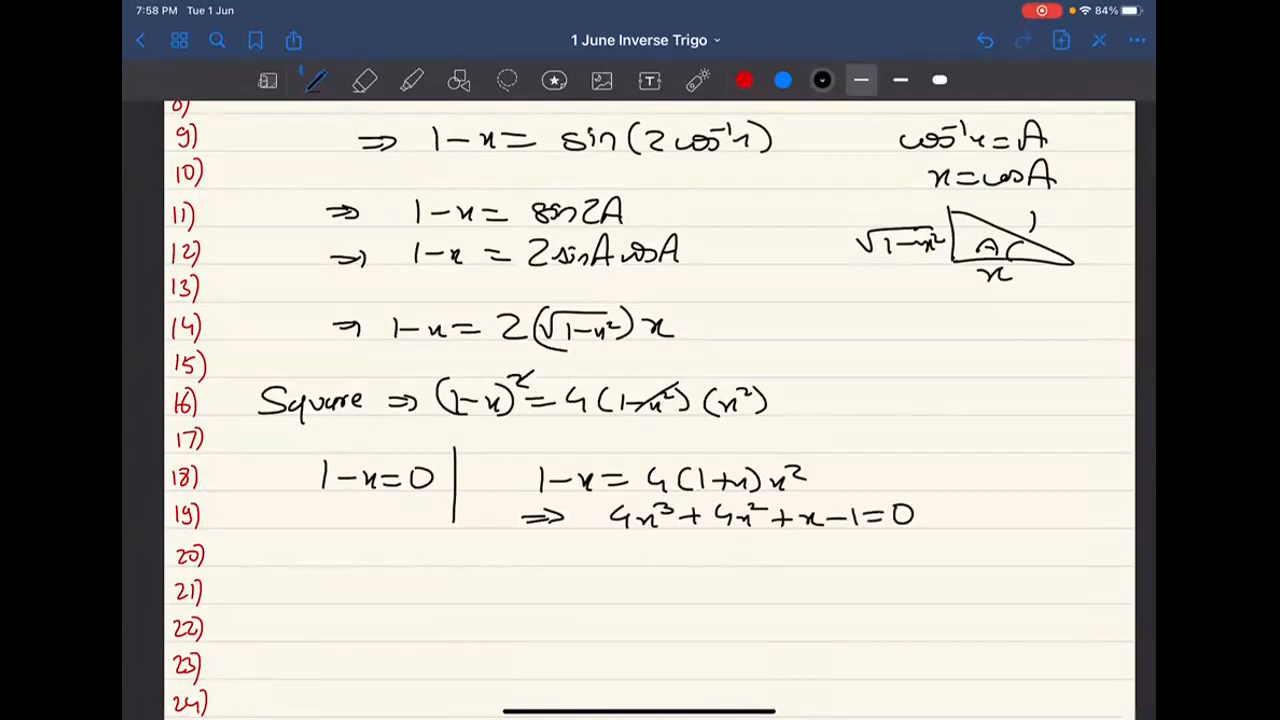 7:58 PM Tue 1 Jun 84%
1 June Inverse Trigo
8)
9) ⇒ 1-x = sin(2cos⁻¹x) cos⁻¹x = A
10) x = cosA
11) ⇒ 1-x = sin2A
√1-x² A 1 x
12) ⇒ 1-x = 2sinAcosA
13)
14) ⇒ 1-x = 2(√1-x²)x
15)
16) Square ⇒ (1-x)² = 4(1-x²)(x²)
17)
18) 1-x=0 | 1-x = 4(1+x)x²
19) ⇒ 4x³+4x²+x-1=0
20)
21)
22)
23)
24)